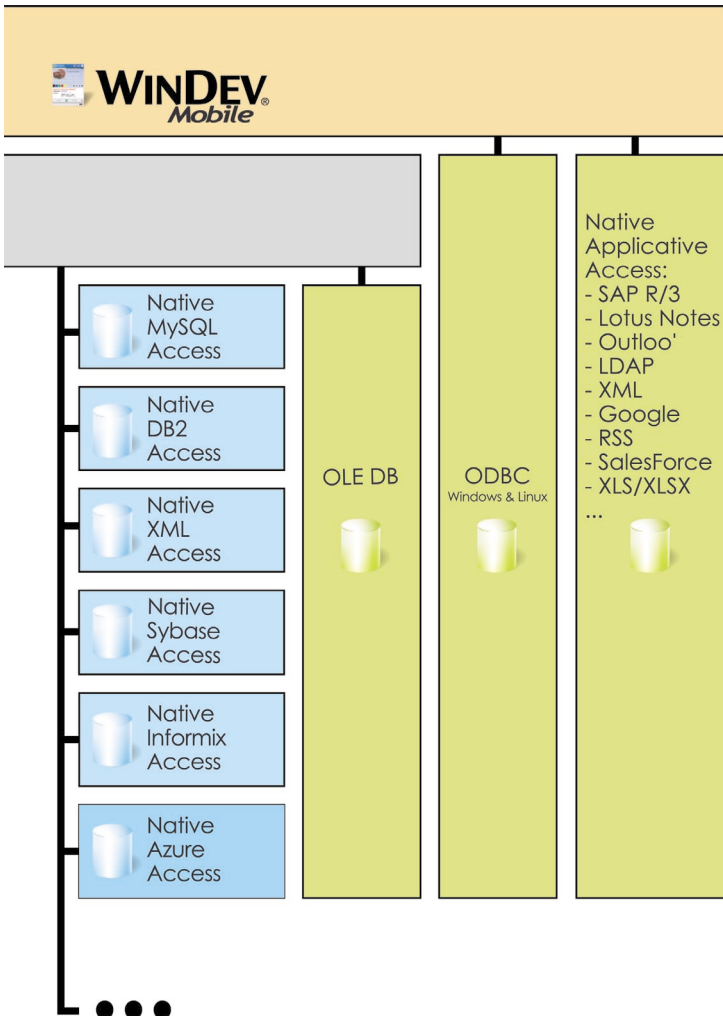 WINDEV®
Mobile
Native
MySQL
Access
Native
DB2
Access
Native
XML
Access
Native
Sybase
Access
Native
Informix
Access
Native
Azure
Access
OLE DB
ODBC
Windows & Linux
Native
Applicative
Access:
- SAP R/3
- Lotus Notes
- Outloo'
- LDAP
- XML
- Google
- RSS
- SalesForce
- XLS/XLSX
...